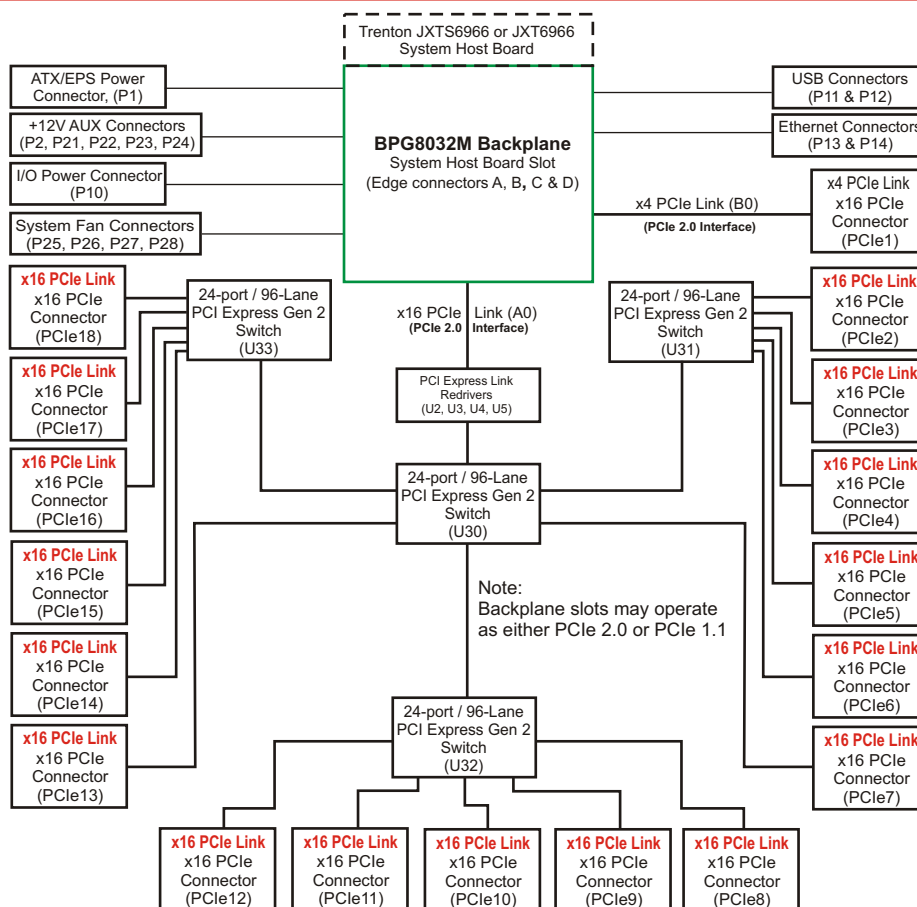 Trenton JXTS6966 or JXT6966
System Host Board
ATX/EPS Power
Connector, (P1)
+12V AUX Connectors
(P2, P21, P22, P23, P24)
I/O Power Connector
(P10)
System Fan Connectors
(P25, P26, P27, P28)
BPG8032M Backplane
System Host Board Slot
(Edge connectors A, B, C & D)
USB Connectors
(P11 & P12)
Ethernet Connectors
(P13 & P14)
x4 PCIe Link (B0)
(PCIe 2.0 Interface)
x4 PCIe Link
x16 PCIe
Connector
(PCIe1)
x16 PCIe Link
x16 PCIe
Connector
(PCIe18)
24-port / 96-Lane
PCI Express Gen 2
Switch
(U33)
x16 PCIe Link (A0)
(PCIe 2.0 Interface)
24-port / 96-Lane
PCI Express Gen 2
Switch
(U31)
x16 PCIe Link
x16 PCIe
Connector
(PCIe2)
x16 PCIe Link
x16 PCIe
Connector
(PCIe17)
PCI Express Link
Redrivers
(U2, U3, U4, U5)
x16 PCIe Link
x16 PCIe
Connector
(PCIe3)
x16 PCIe Link
x16 PCIe
Connector
(PCIe16)
24-port / 96-Lane
PCI Express Gen 2
Switch
(U30)
x16 PCIe Link
x16 PCIe
Connector
(PCIe4)
x16 PCIe Link
x16 PCIe
Connector
(PCIe15)
Note:
Backplane slots may operate
as either PCIe 2.0 or PCIe 1.1
x16 PCIe Link
x16 PCIe
Connector
(PCIe5)
x16 PCIe Link
x16 PCIe
Connector
(PCIe14)
x16 PCIe Link
x16 PCIe
Connector
(PCIe6)
x16 PCIe Link
x16 PCIe
Connector
(PCIe13)
24-port / 96-Lane
PCI Express Gen 2
Switch
(U32)
x16 PCIe Link
x16 PCIe
Connector
(PCIe7)
x16 PCIe Link
x16 PCIe
Connector
(PCIe12)
x16 PCIe Link
x16 PCIe
Connector
(PCIe11)
x16 PCIe Link
x16 PCIe
Connector
(PCIe10)
x16 PCIe Link
x16 PCIe
Connector
(PCIe9)
x16 PCIe Link
x16 PCIe
Connector
(PCIe8)